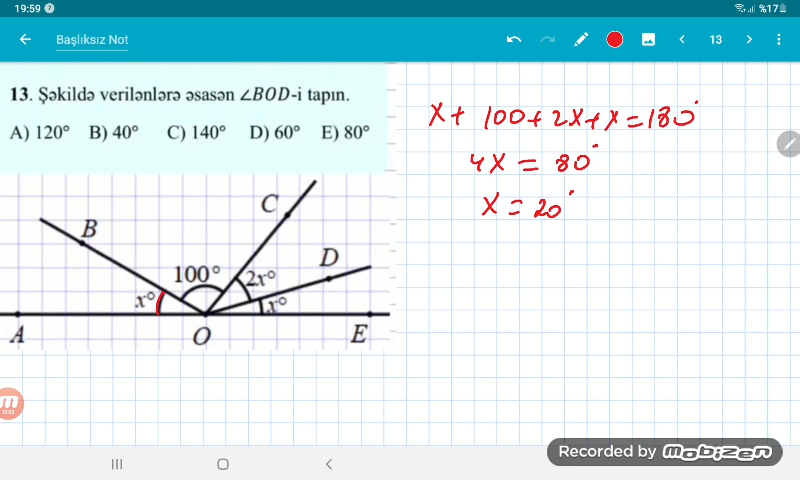 19:59
%17
Başlıksız Not
13
13. Şəkildə verilənlərə əsasən ∠BOD-i tapın.
A) 120° B) 40° C) 140° D) 60° E) 80°
x + 100 + 2x + x = 180°
4x = 80°
x = 20°
C
B
D
100°
2x°
x°
x°
A
O
E
Recorded by mobizen